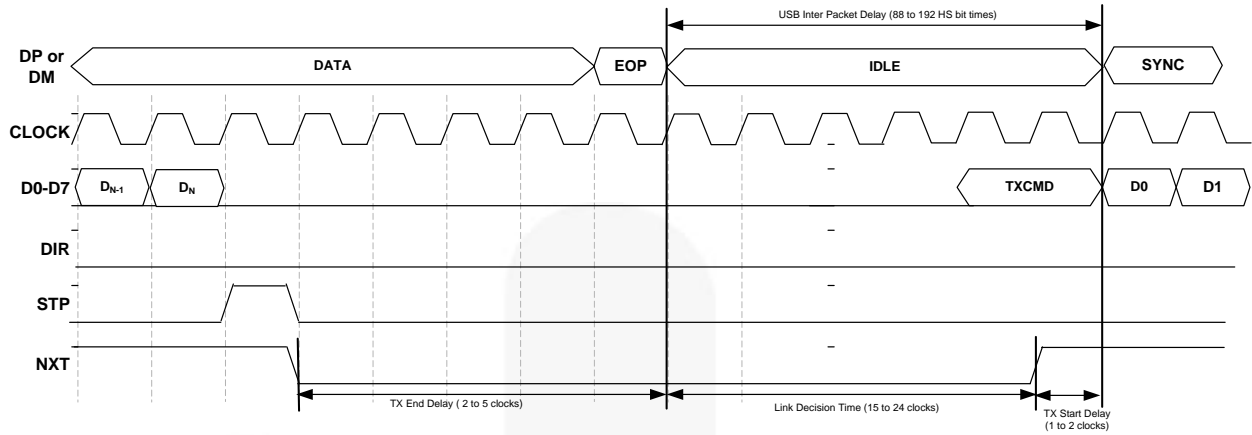 USB Inter Packet Delay (88 to 192 HS bit times)
DP or
DM
DATA
EOP
IDLE
SYNC
CLOCK
D0-D7
DN-1
DN
TXCMD
D0
D1
DIR
STP
NXT
TX End Delay ( 2 to 5 clocks)
Link Decision Time (15 to 24 clocks)
TX Start Delay
(1 to 2 clocks)